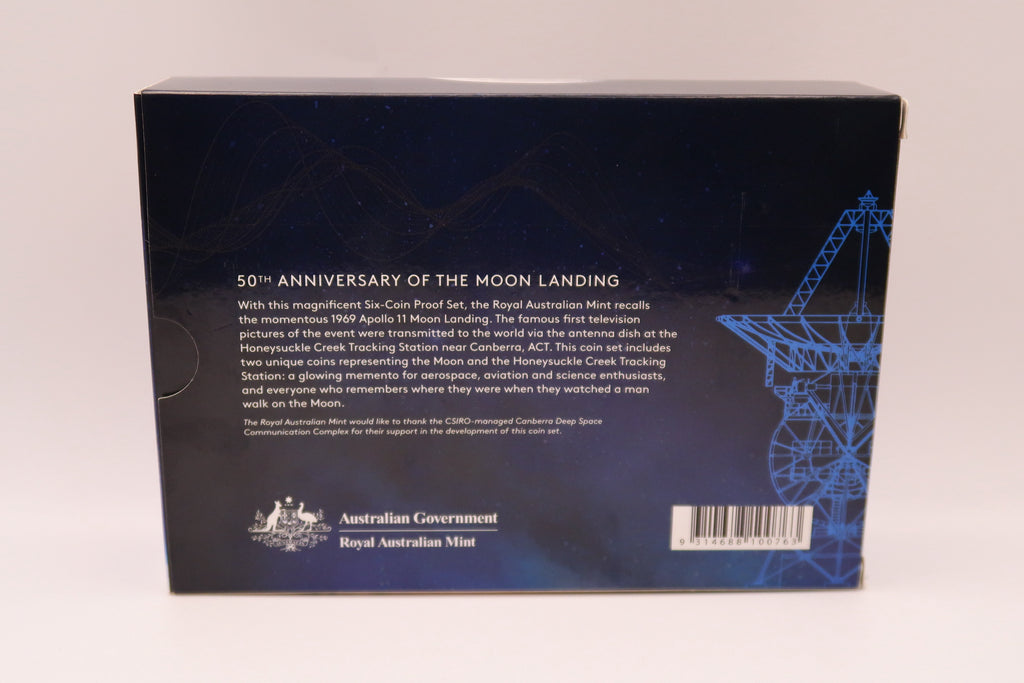 50TH ANNIVERSARY OF THE MOON LANDING
With this magnificent Six-Coin Proof Set, the Royal Australian Mint recalls
the momentous 1969 Apollo 11 Moon Landing. The famous first television
pictures of the event were transmitted to the world via the antenna dish at the
Honeysuckle Creek Tracking Station near Canberra, ACT. This coin set includes
two unique coins representing the Moon and the Honeysuckle Creek Tracking
Station: a glowing memento for aerospace, aviation and science enthusiasts,
and everyone who remembers where they were when they watched a man
walk on the Moon.
The Royal Australian Mint would like to thank the CSIRO-managed Canberra Deep Space
Communication Complex for their support in the development of this coin set.
Australian Government
Royal Australian Mint
9 314688 100763